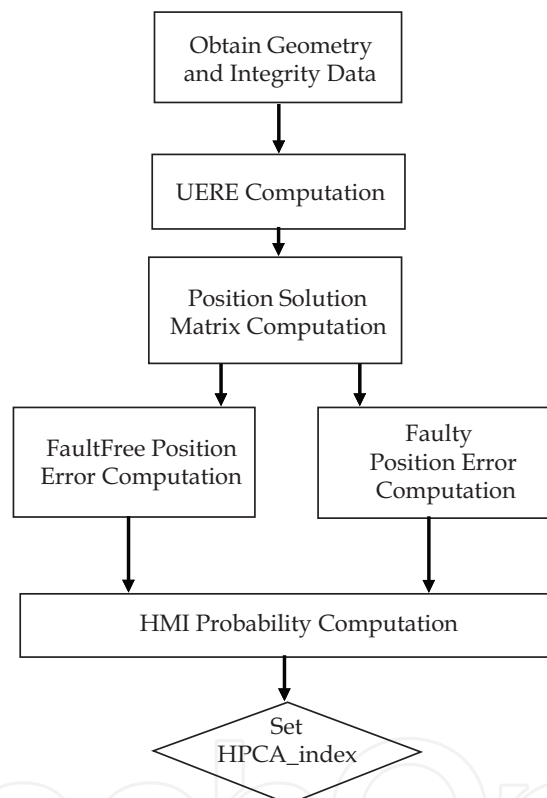 Obtain Geometry
and Integrity Data
UERE Computation
Position Solution
Matrix Computation
FaultFree Position
Error Computation
Faulty
Position Error
Computation
HMI Probability Computation
Set
HPCA_index